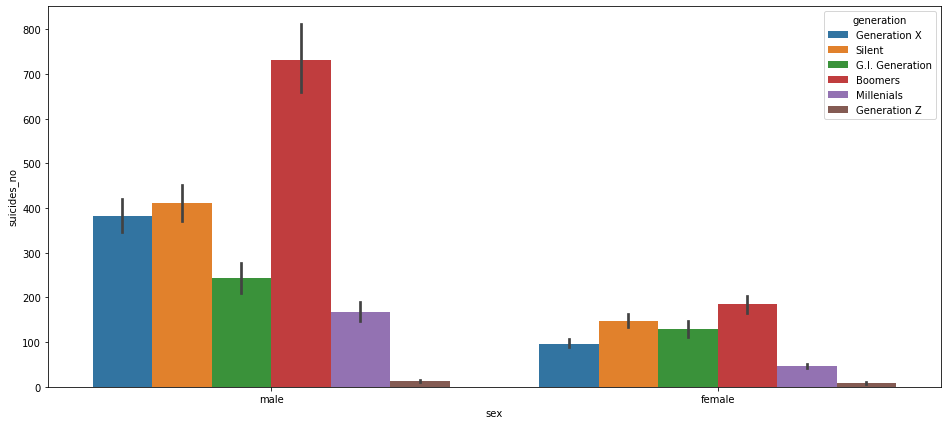 generation
Generation X
Silent
G.I. Generation
Boomers
Millenials
Generation Z
suicides_no
800
700
600
500
400
300
200
100
0
male
female
sex